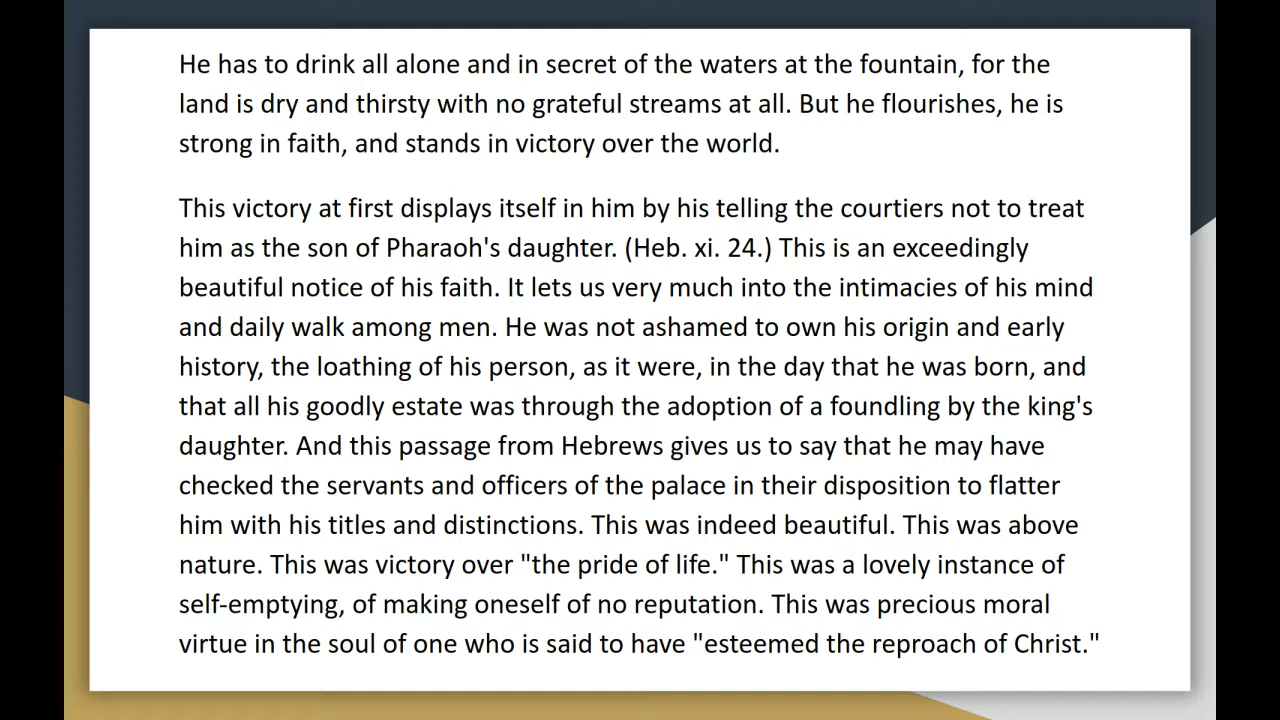 He has to drink all alone and in secret of the waters at the fountain, for the
land is dry and thirsty with no grateful streams at all. But he flourishes, he is
strong in faith, and stands in victory over the world.
This victory at first displays itself in him by his telling the courtiers not to treat
him as the son of Pharaoh's daughter. (Heb. xi. 24.) This is an exceedingly
beautiful notice of his faith. It lets us very much into the intimacies of his mind
and daily walk among men. He was not ashamed to own his origin and early
history, the loathing of his person, as it were, in the day that he was born, and
that all his goodly estate was through the adoption of a foundling by the king's
daughter. And this passage from Hebrews gives us to say that he may have
checked the servants and officers of the palace in their disposition to flatter
him with his titles and distinctions. This was indeed beautiful. This was above
nature. This was victory over "the pride of life." This was a lovely instance of
self-emptying, of making oneself of no reputation. This was precious moral
virtue in the soul of one who is said to have "esteemed the reproach of Christ."